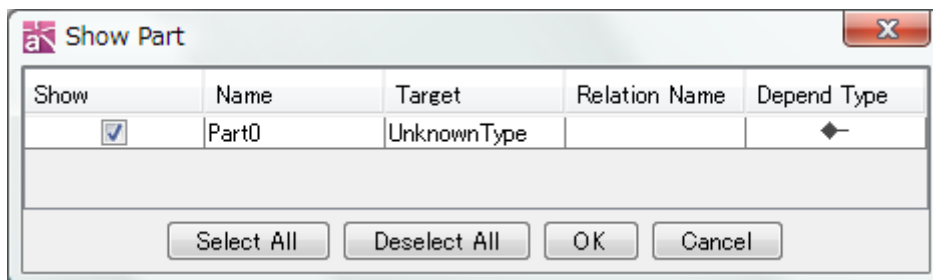 Show Part
Show Name Target Relation Name Depend Type
Part0 UnknownType
Select All Deselect All OK Cancel